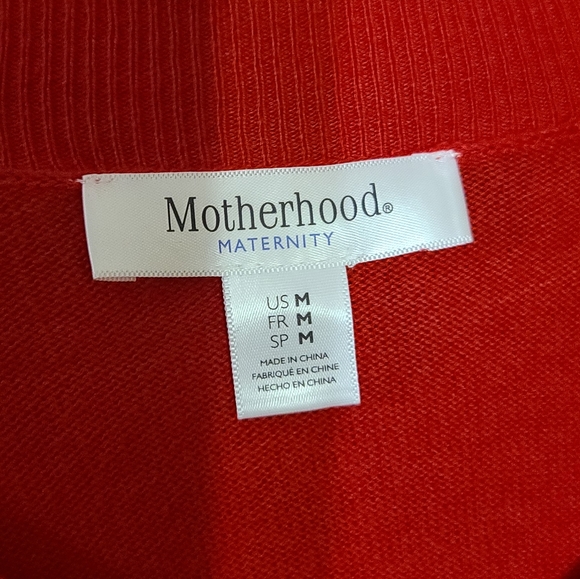 Motherhood®
MATERNITY
US M
FR M
SP M
MADE IN CHINA
FABRIQUÉ EN CHINE
HECHO EN CHINA